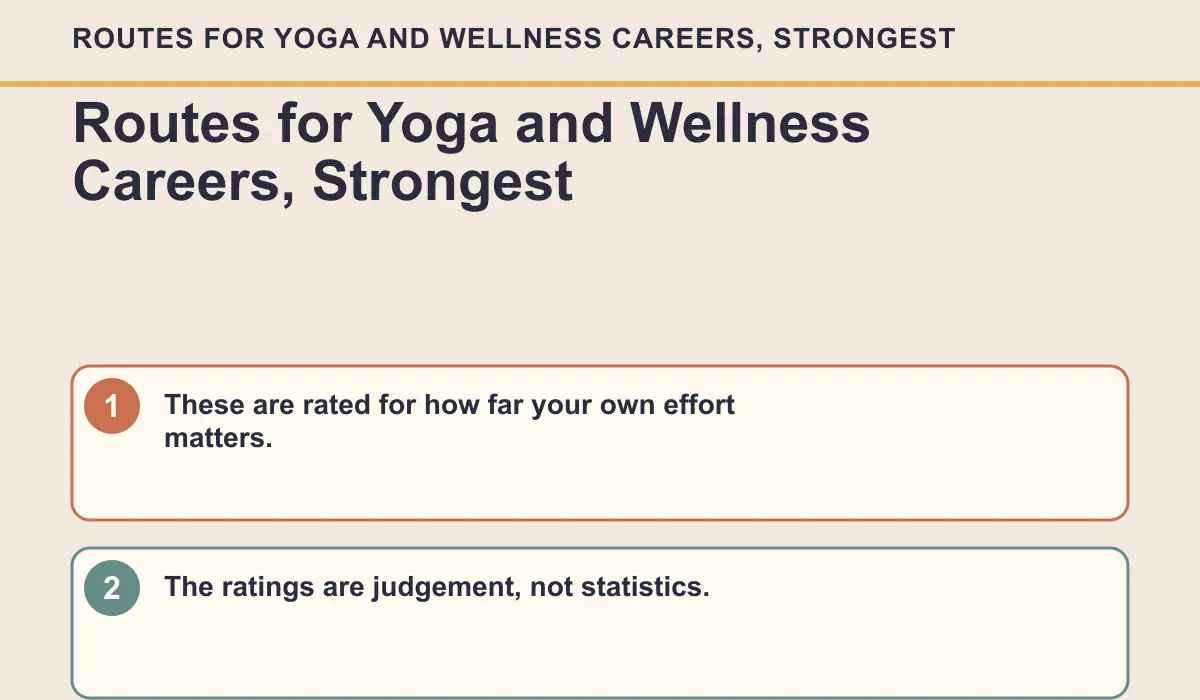 ROUTES FOR YOGA AND WELLNESS CAREERS, STRONGEST
Routes for Yoga and Wellness
Careers, Strongest
1
These are rated for how far your own effort
matters.
2
The ratings are judgement, not statistics.